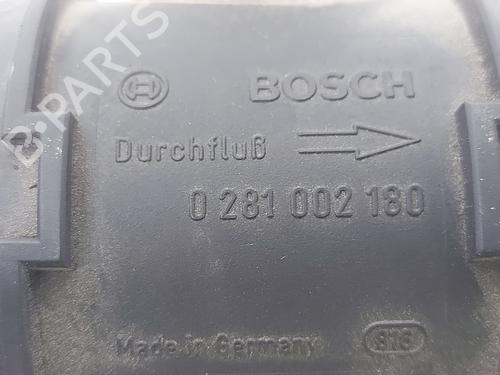 B-PARTS
BOSCH
Durchfluß
0 281 002 180
Made in Germany